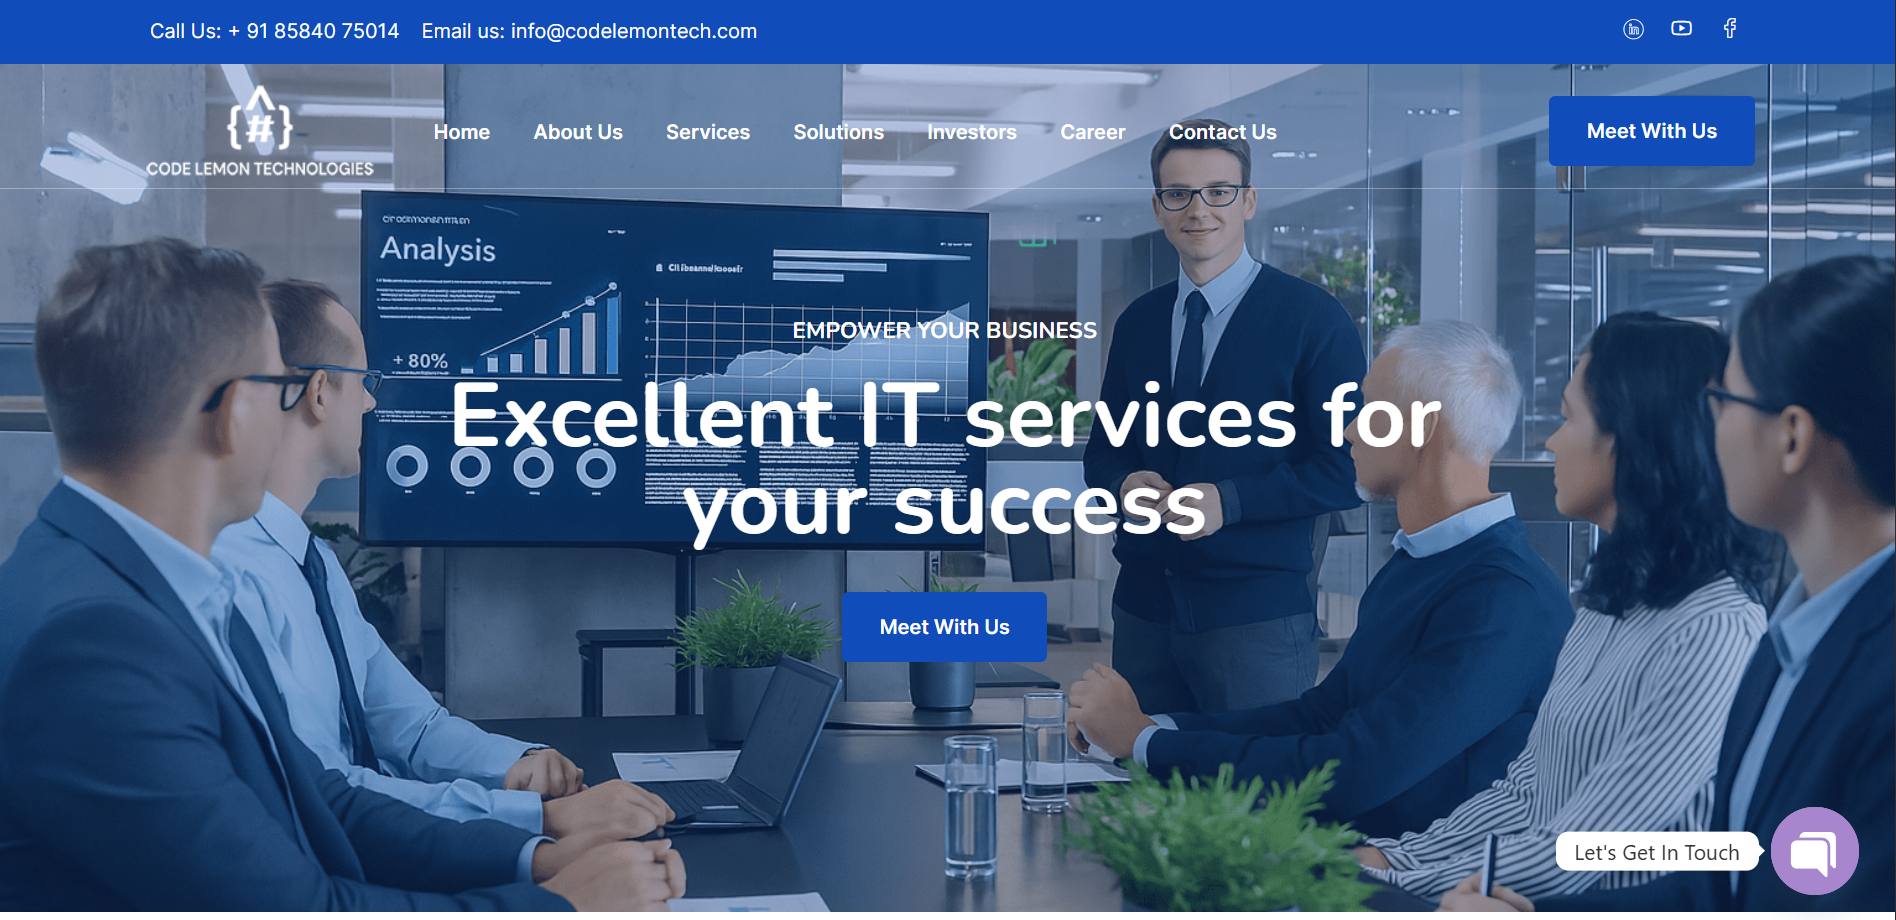 Call Us: + 91 85840 75014 Email us: info@codelemontech.com
{#}
CODE LEMON TECHNOLOGIES
Home About Us Services Solutions Investors Career Contact Us
Meet With Us
Analysis
+ 80%
EMPOWER YOUR BUSINESS
Excellent IT services for
your success
Meet With Us
Let's Get In Touch